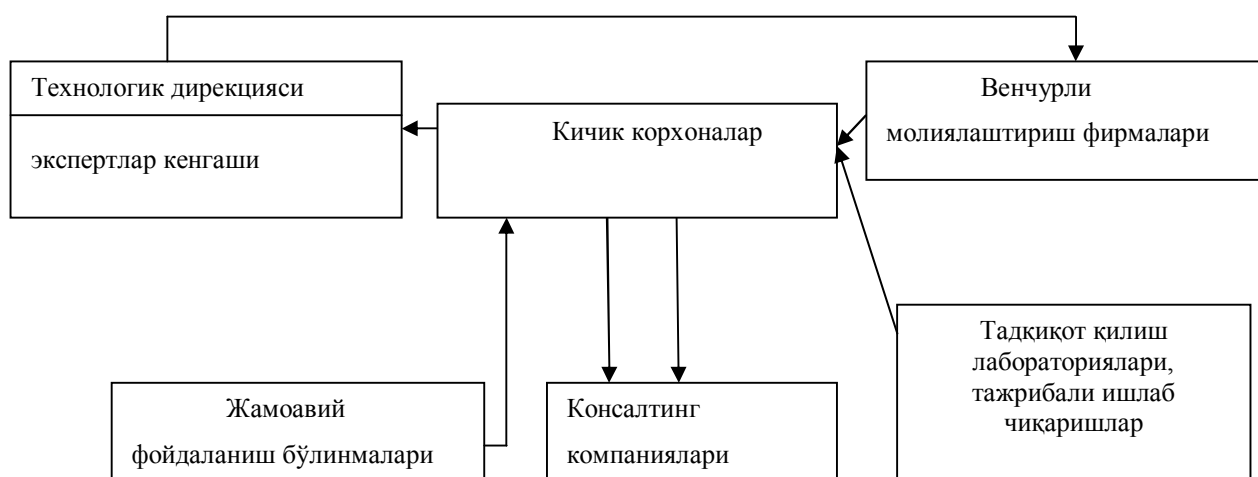 Технологик дирекцияси
экспертлар кенгаши
Кичик корхоналар
Венчурли
молиялаштириш фирмалари
Жамоавий
фойдаланиш бўлинмалари
Консалтинг
компаниялари
Тадқиқот қилиш
лабораториялари,
тажрибали ишлаб
чиқаришлар